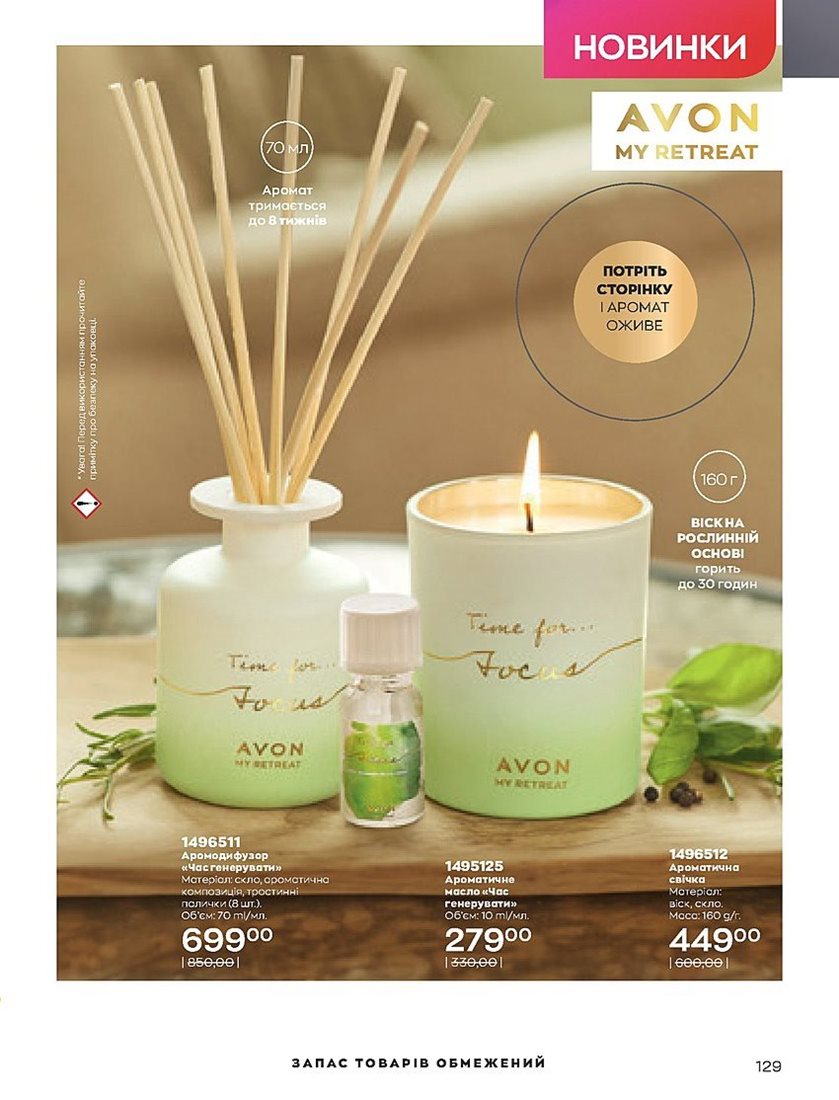 НОВИНКИ
AVON
MY RETREAT
70 мл
Аромат
тримається
до 8 тижнів
ПОТРІТЬ
СТОРІНКУ
І АРОМАТ
ОЖИВЕ
* Увага! Перед використанням прочитайте
примітку про безпеку на упаковці.
160 г
ВІСК НА
РОСЛИННІЙ
ОСНОВІ
горить
до 30 годин
Time for...
Focus
AVON
MY RETREAT
Time for...
Focus
AVON
MY RETREAT
1496511
Аромодифузор
«Час генерувати»
Матеріал: скло, ароматична
композиція, тростинні
палички (8 шт.).
Об'єм: 70 ml/мл.
699⁰⁰
| 850,00 |
1495125
Ароматичне
масло «Час
генерувати»
Об'єм: 10 ml/мл.
279⁰⁰
| 330,00 |
1496512
Ароматична
свічка
Матеріал:
віск, скло.
Маса: 160 g/г.
449⁰⁰
| 600,00 |
ЗАПАС ТОВАРІВ ОБМЕЖЕНИЙ
129